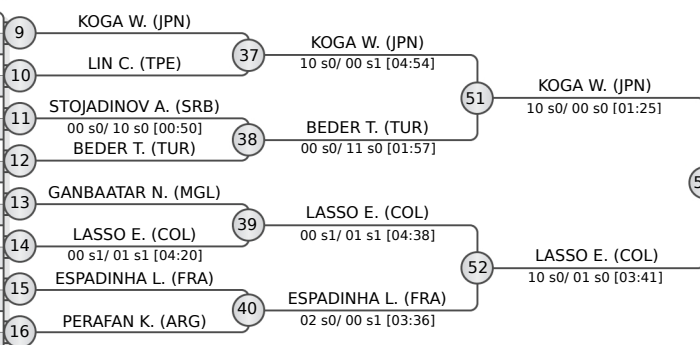 9
KOGA W. (JPN)
10
LIN C. (TPE)
37
KOGA W. (JPN)
10 s0/ 00 s1 [04:54]
11
STOJADINOV A. (SRB)
00 s0/ 10 s0 [00:50]
12
BEDER T. (TUR)
38
BEDER T. (TUR)
00 s0/ 11 s0 [01:57]
51
KOGA W. (JPN)
10 s0/ 00 s0 [01:25]
13
GANBAATAR N. (MGL)
14
LASSO E. (COL)
00 s1/ 01 s1 [04:20]
39
LASSO E. (COL)
00 s1/ 01 s1 [04:38]
15
ESPADINHA L. (FRA)
16
PERAFAN K. (ARG)
40
ESPADINHA L. (FRA)
02 s0/ 00 s1 [03:36]
52
LASSO E. (COL)
10 s0/ 01 s0 [03:41]